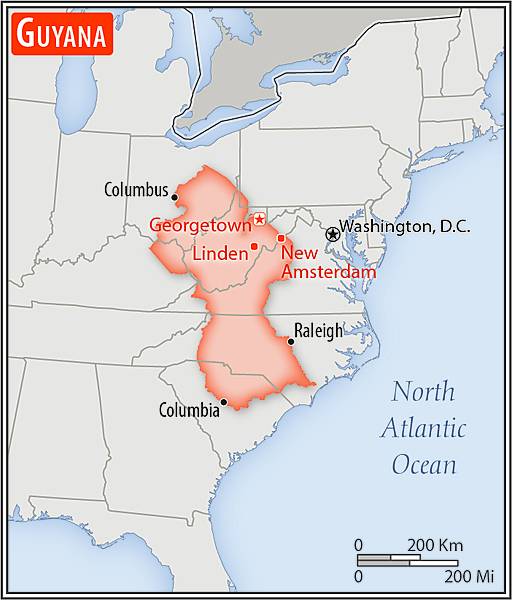 GUYANA
Columbus
Georgetown
Washington, D.C.
Linden
New
Amsterdam
Raleigh
Columbia
North
Atlantic
Ocean
0 200 Km
0 200 Mi